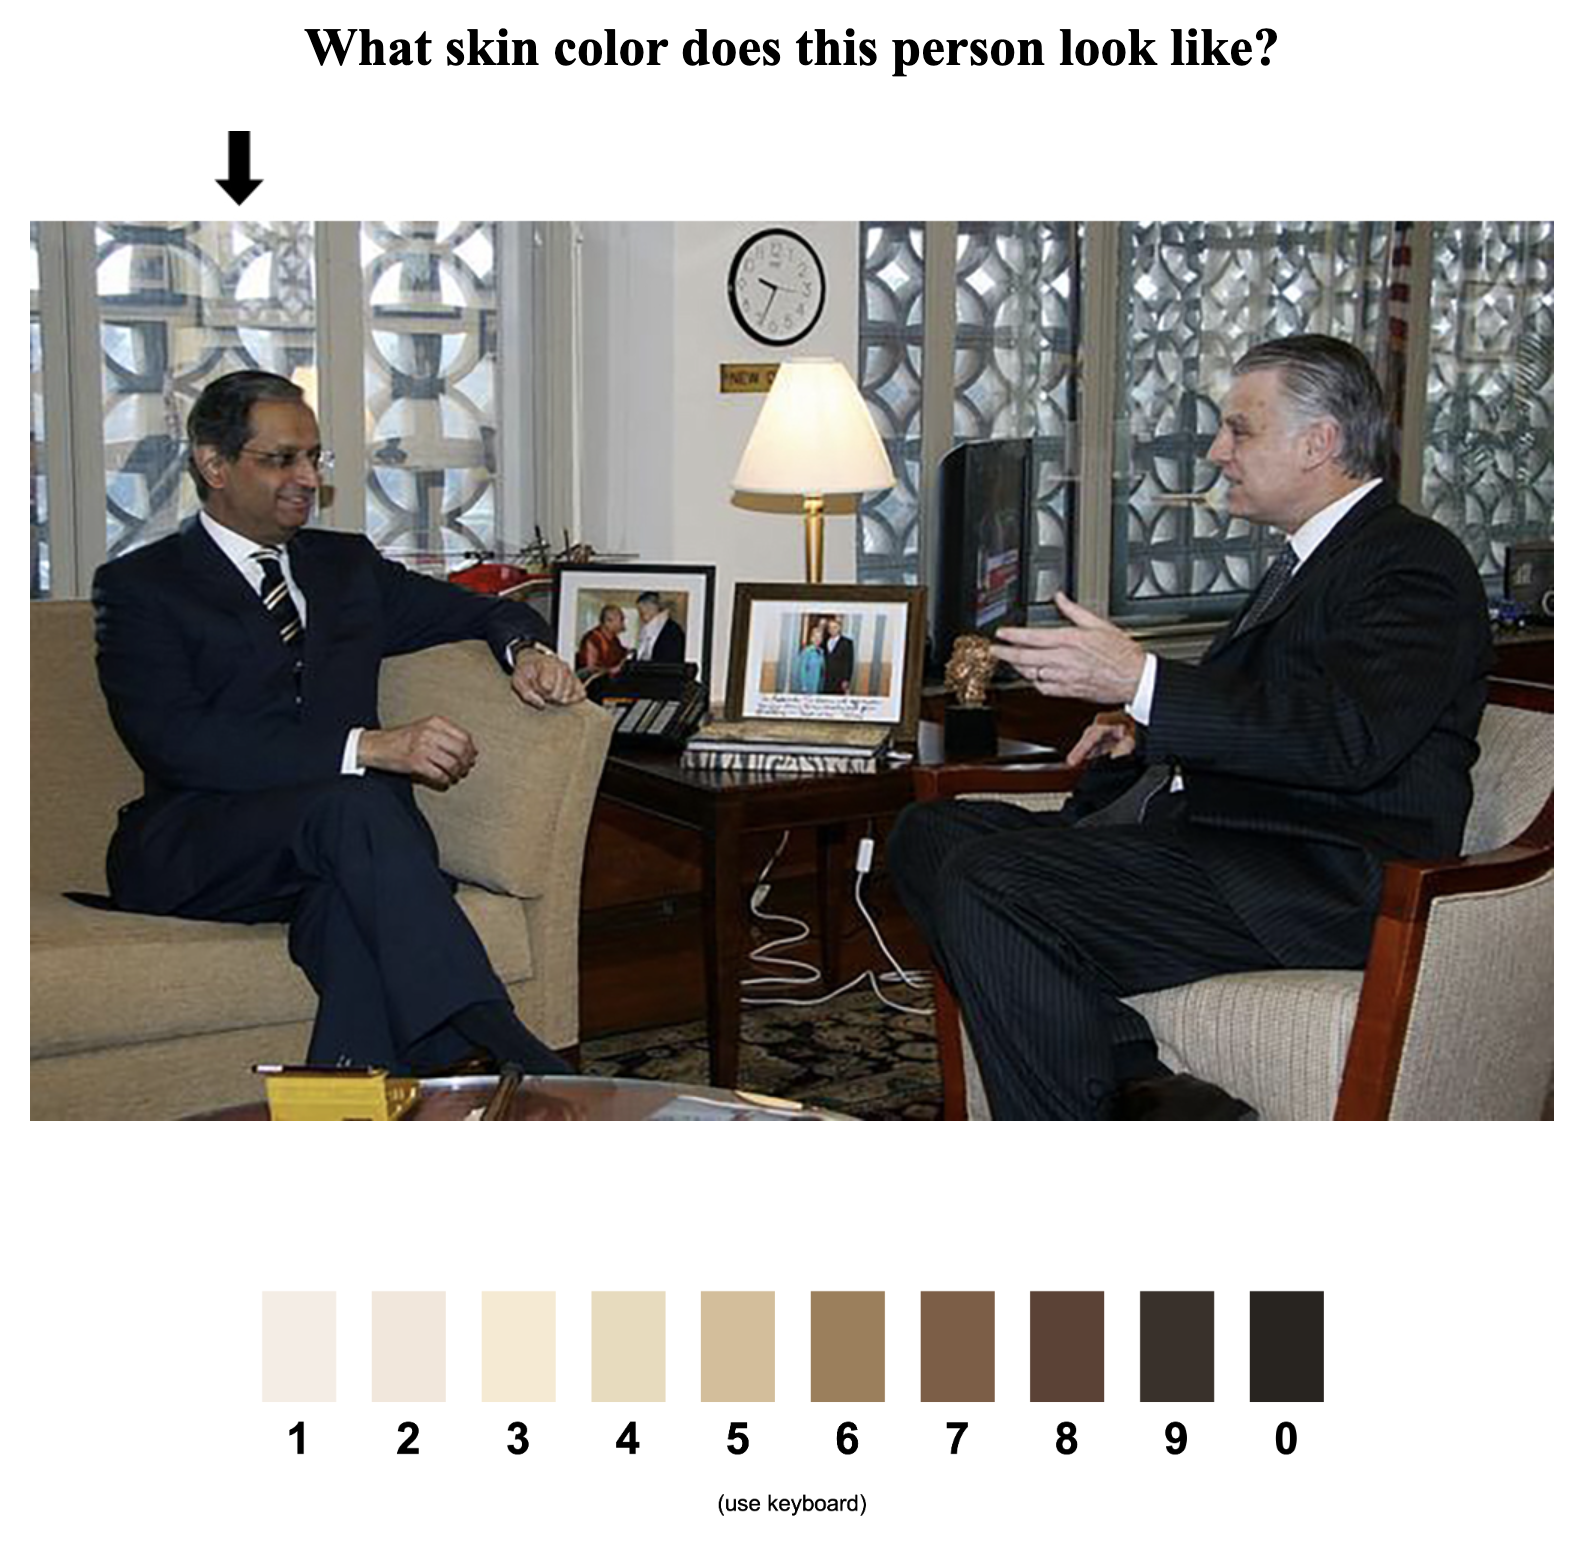 What skin color does this person look like?
NEW
1 2 3 4 5 6 7 8 9 0
(use keyboard)